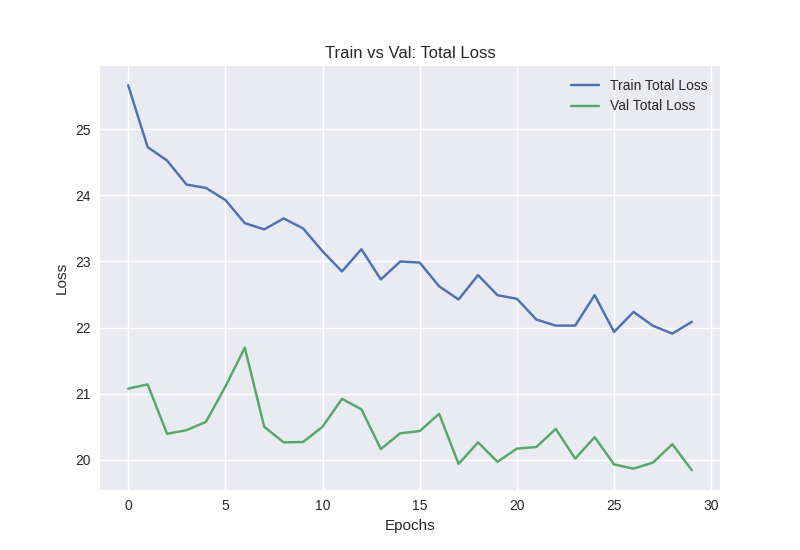 Train vs Val: Total Loss
Train Total Loss
Val Total Loss
25
24
23
22
21
20
Loss
0 5 10 15 20 25 30
Epochs